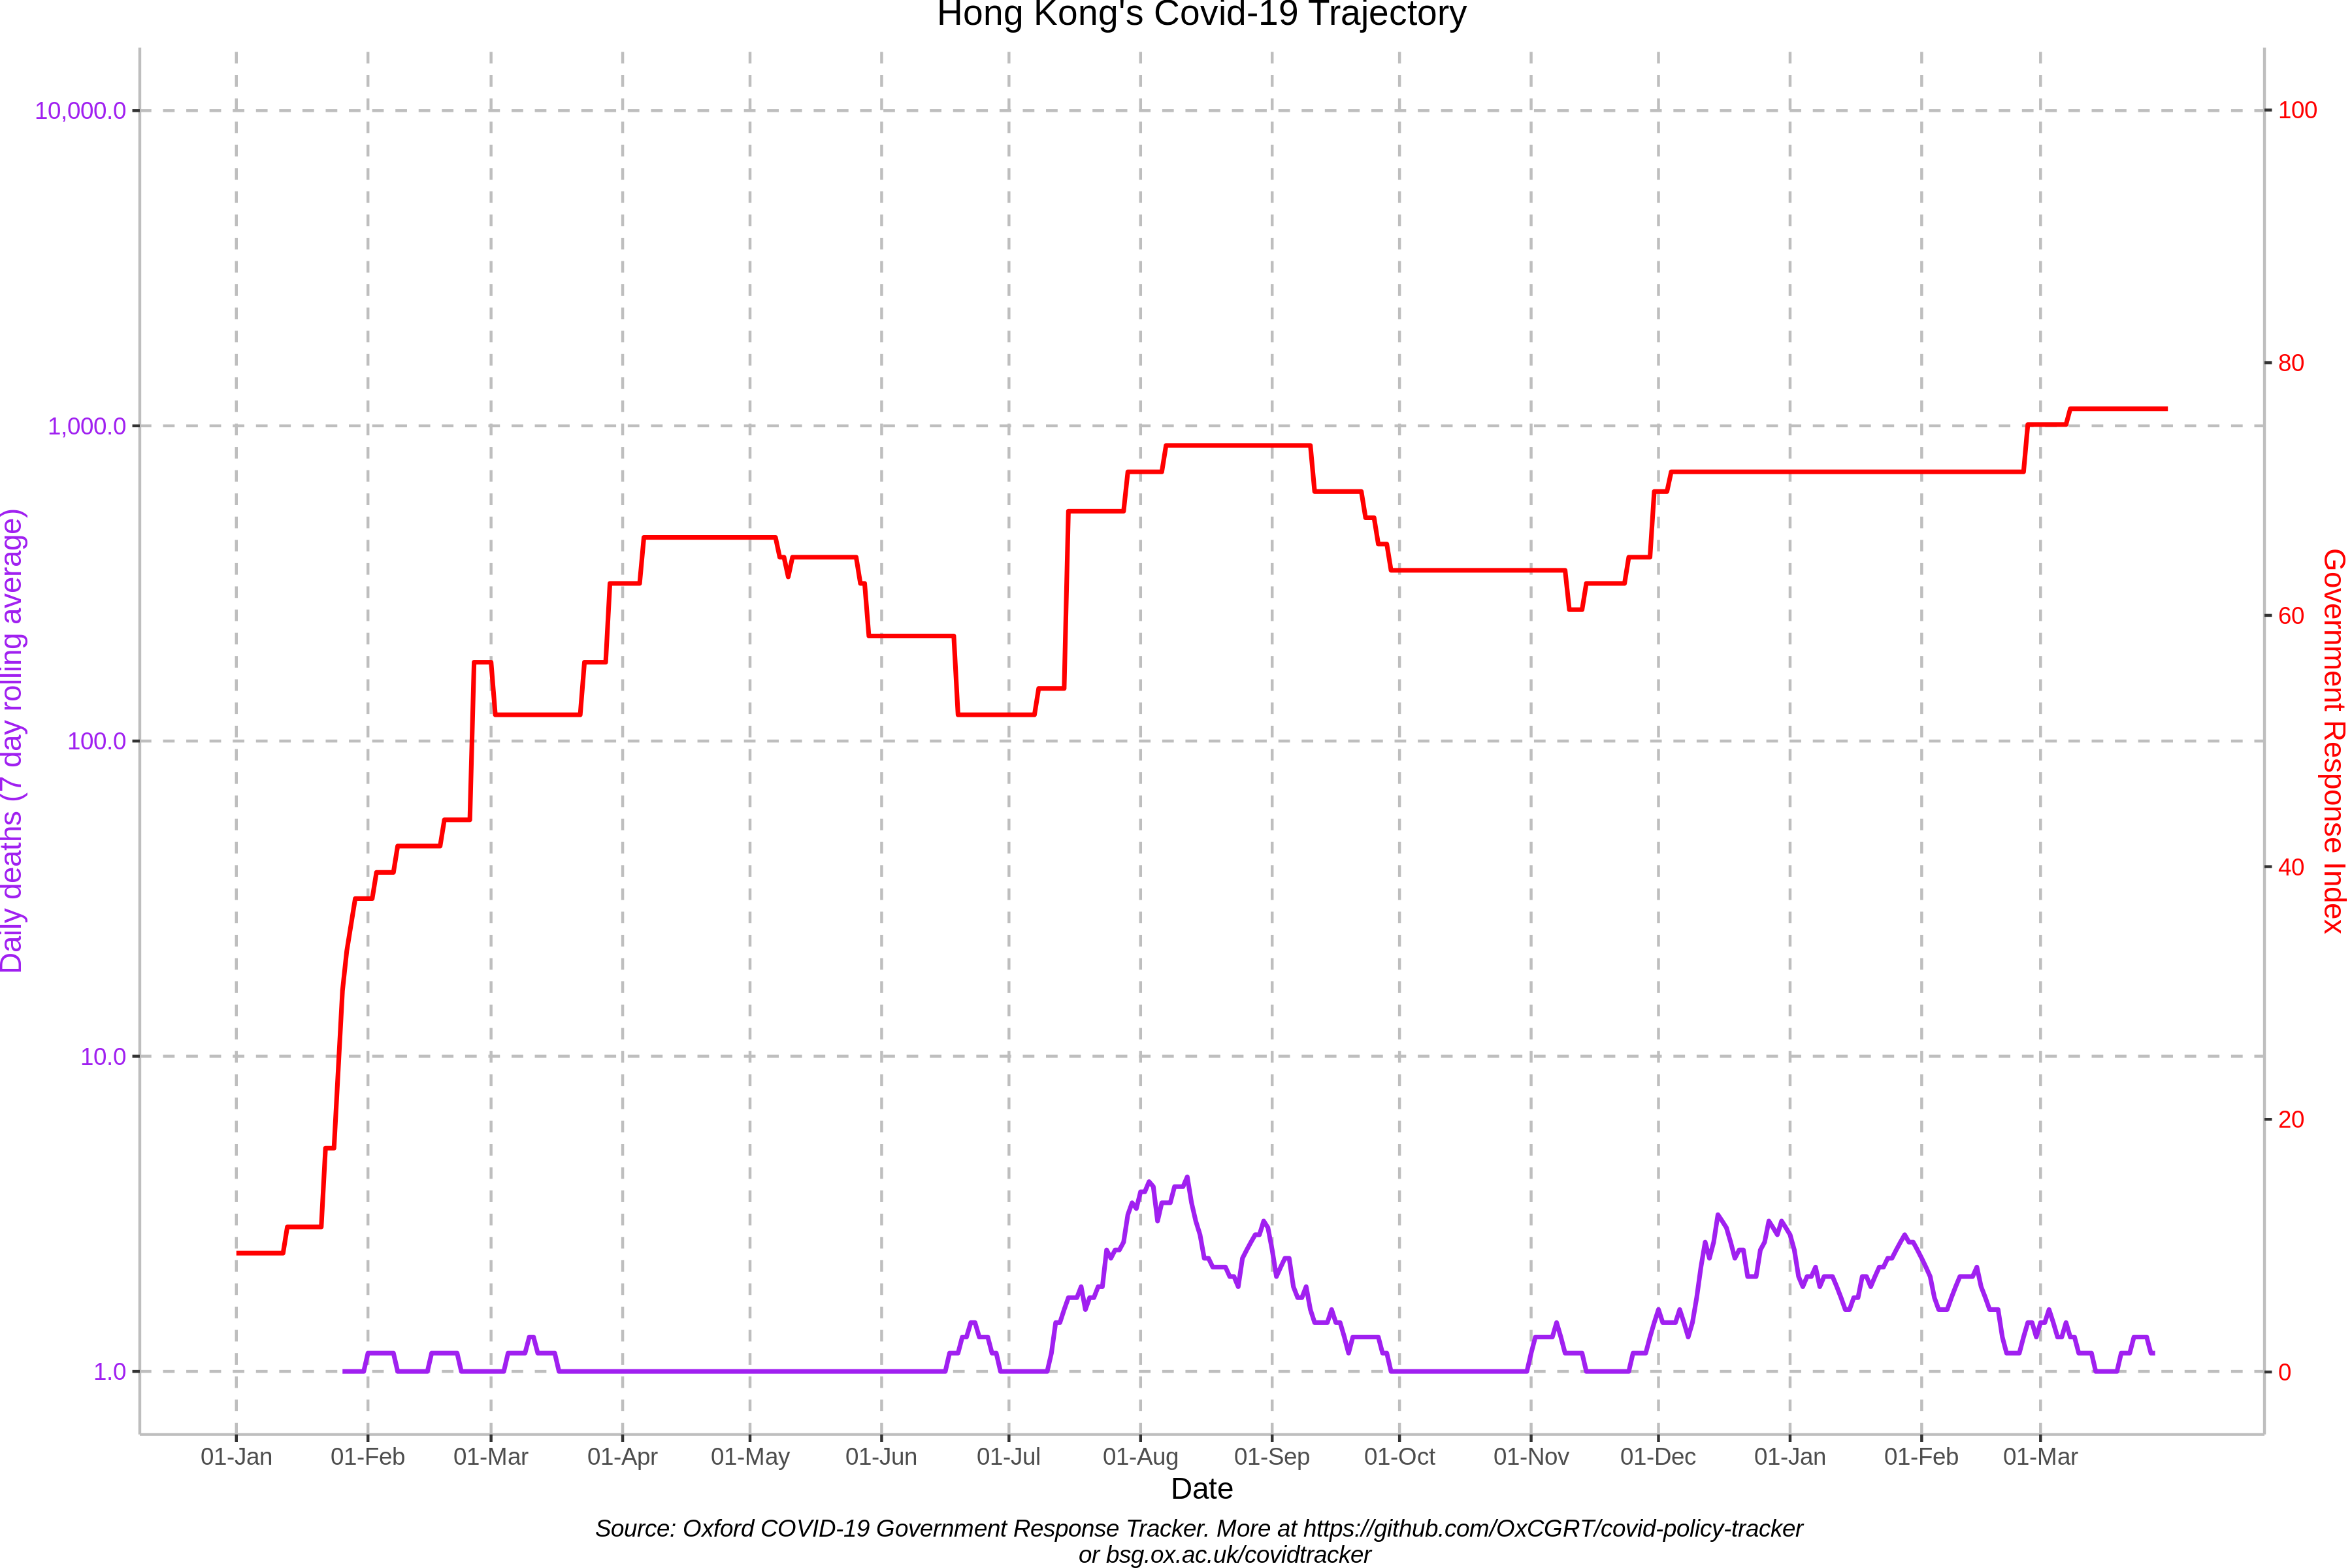 Hong Kong's Covid-19 Trajectory
10,000.0
1,000.0
100.0
10.0
1.0
Daily deaths (7 day rolling average)
100
80
60
40
20
0
Government Response Index
01-Jan 01-Feb 01-Mar 01-Apr 01-May 01-Jun 01-Jul 01-Aug 01-Sep 01-Oct 01-Nov 01-Dec 01-Jan 01-Feb 01-Mar
Date
Source: Oxford COVID-19 Government Response Tracker. More at https://github.com/OxCGRT/covid-policy-tracker
or bsg.ox.ac.uk/covidtracker